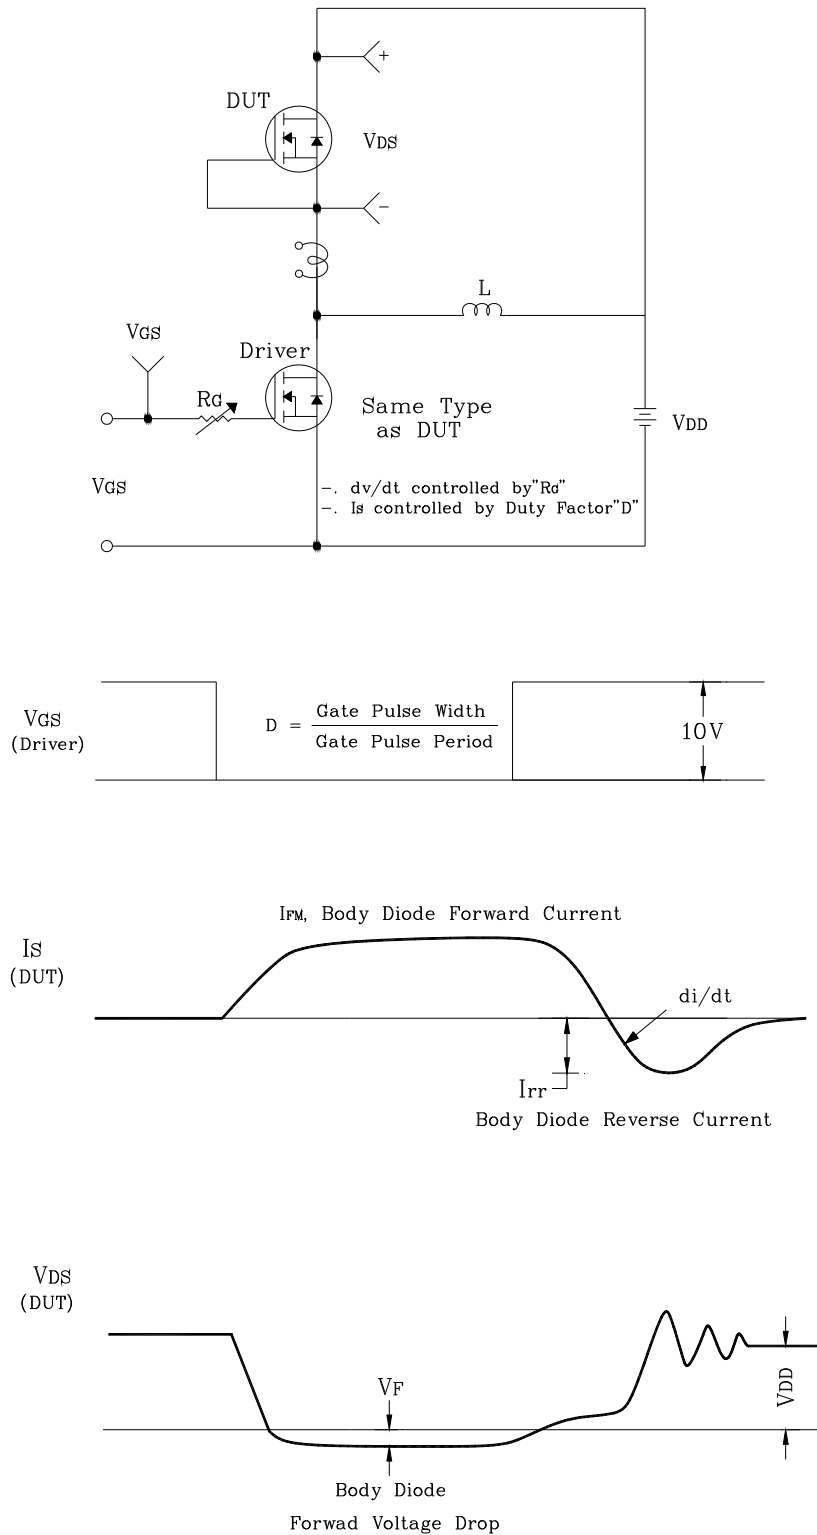 +
DUT
VDS
−
L
VGS
Driver
RG
Same Type
as DUT
VDD
VGS
−. dv/dt controlled by"RG"
−. Is controlled by Duty Factor"D"
VGS
(Driver)
D = Gate Pulse Width
Gate Pulse Period
10V
IFM, Body Diode Forward Current
IS
(DUT)
di/dt
Irr
Body Diode Reverse Current
VDS
(DUT)
VF
VDD
Body Diode
Forwad Voltage Drop